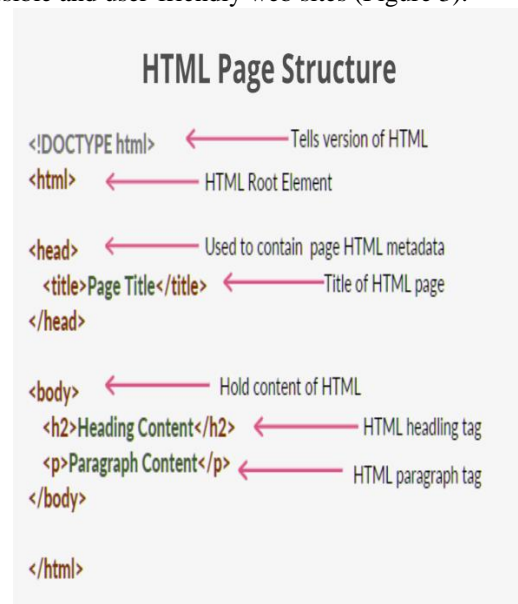 sible and user-friendly web sites (Figure 3).
HTML Page Structure
<!DOCTYPE html> Tells version of HTML
<html> HTML Root Element
<head> Used to contain page HTML metadata
<title>Page Title</title> Title of HTML page
</head>
<body> Hold content of HTML
<h2>Heading Content</h2> HTML headling tag
<p>Paragraph Content</p> HTML paragraph tag
</body>
</html>